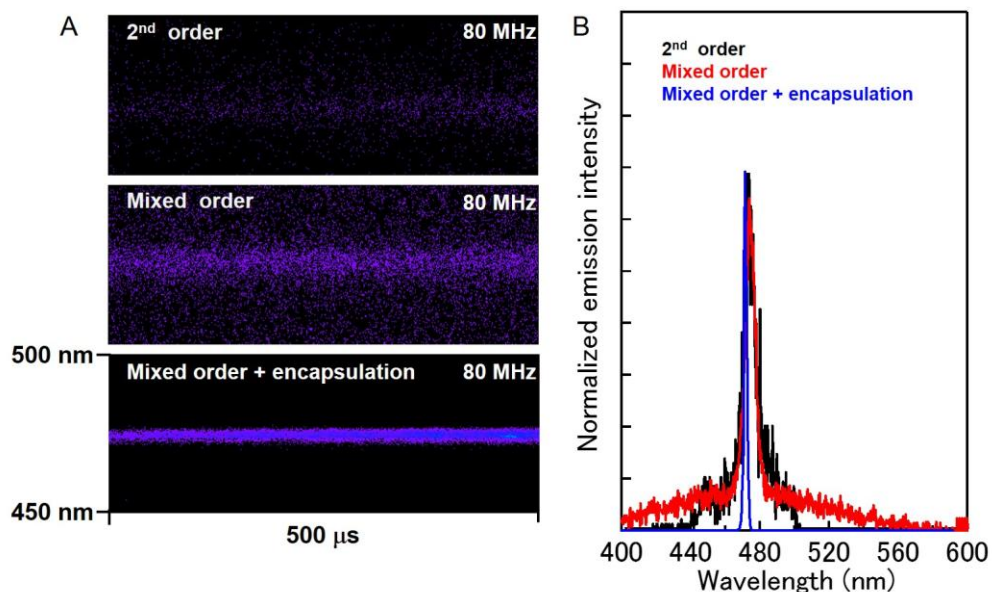 A
2nd order 80 MHz
Mixed order 80 MHz
500 nm
Mixed order + encapsulation 80 MHz
450 nm
500 μs
B
2nd order
Mixed order
Mixed order + encapsulation
Normalized emission intensity
400 440 480 520 560 600
Wavelength (nm)